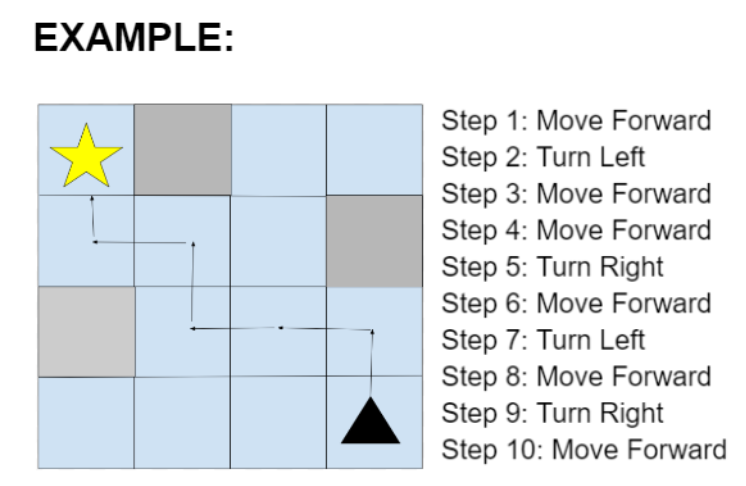 EXAMPLE:
Step 1: Move Forward
Step 2: Turn Left
Step 3: Move Forward
Step 4: Move Forward
Step 5: Turn Right
Step 6: Move Forward
Step 7: Turn Left
Step 8: Move Forward
Step 9: Turn Right
Step 10: Move Forward